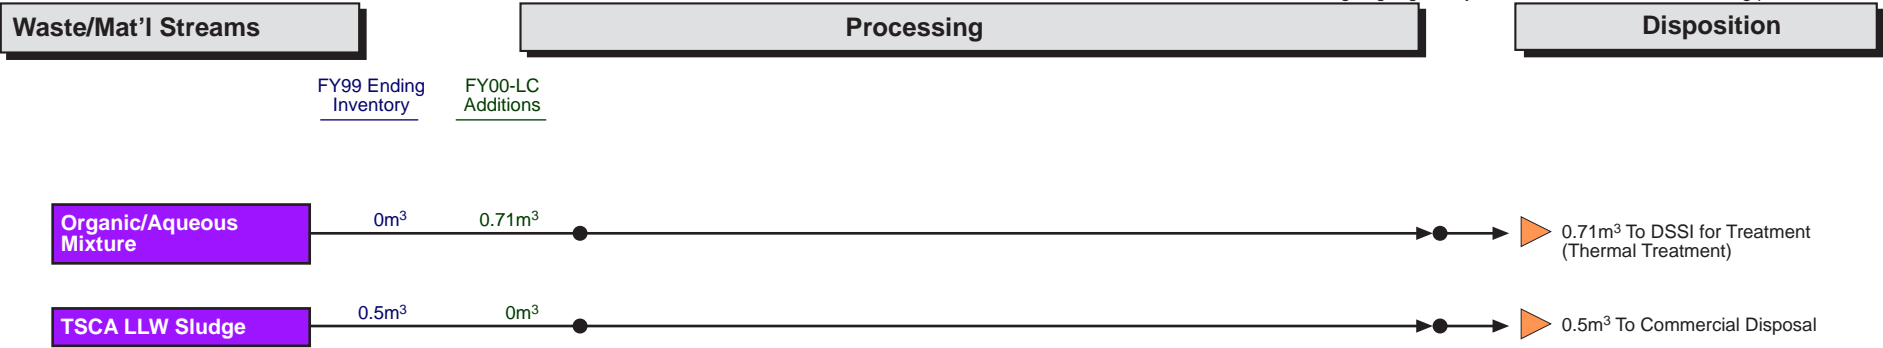 Waste/Mat'l Streams
Processing
Disposition
FY99 Ending
Inventory
FY00-LC
Additions
Organic/Aqueous
Mixture
0m³
0.71m³
0.71m³ To DSSI for Treatment
(Thermal Treatment)
TSCA LLW Sludge
0.5m³
0m³
0.5m³ To Commercial Disposal